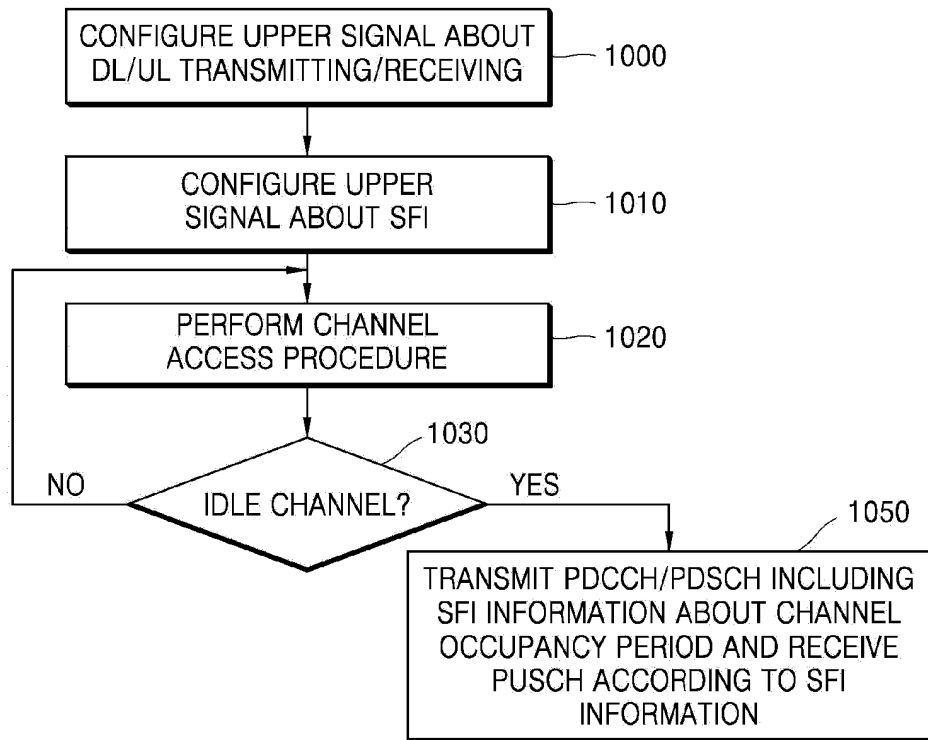 CONFIGURE UPPER SIGNAL ABOUT
DL/UL TRANSMITTING/RECEIVING
1000
CONFIGURE UPPER
SIGNAL ABOUT SFI
1010
PERFORM CHANNEL
ACCESS PROCEDURE
1020
1030
NO
IDLE CHANNEL?
YES
1050
TRANSMIT PDCCH/PDSCH INCLUDING
SFI INFORMATION ABOUT CHANNEL
OCCUPANCY PERIOD AND RECEIVE
PUSCH ACCORDING TO SFI
INFORMATION